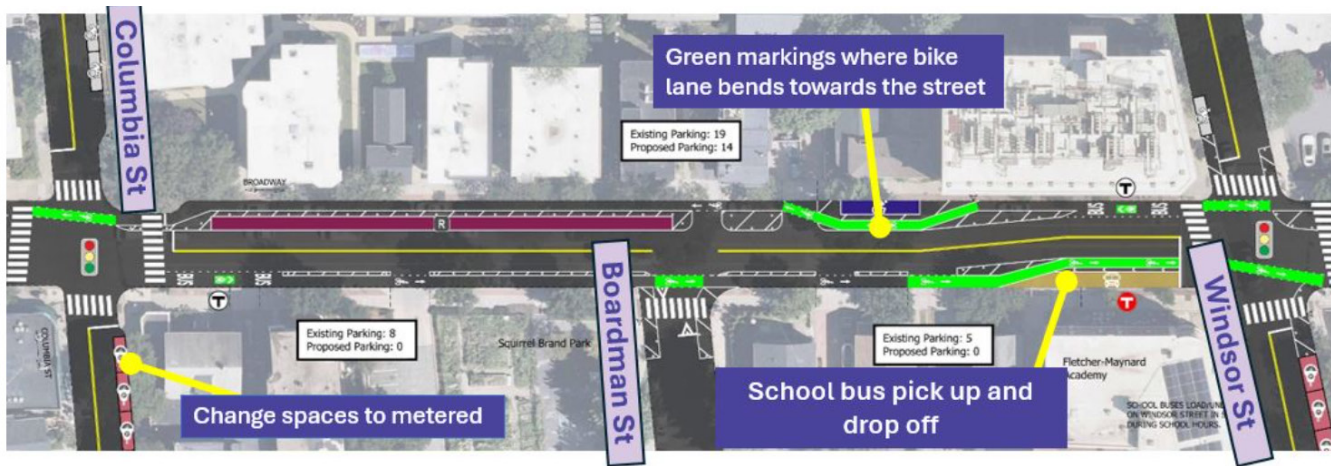 Columbia St
Green markings where bike
lane bends towards the street
Existing Parking: 19
Proposed Parking: 14
BROADWAY
T
BUS
BUS
R
BUS
BUS
T
Boardman St
BUS
T
Windsor St
Existing Parking: 8
Proposed Parking: 0
Squirrel Brand Park
Existing Parking: 5
Proposed Parking: 0
Fletcher-Maynard
Academy
COLUMBIA ST
Change spaces to metered
School bus pick up and
drop off
SCHOOL BUSES LOAD/UNL
ON WINDSOR STREET IN S
DURING SCHOOL HOURS.